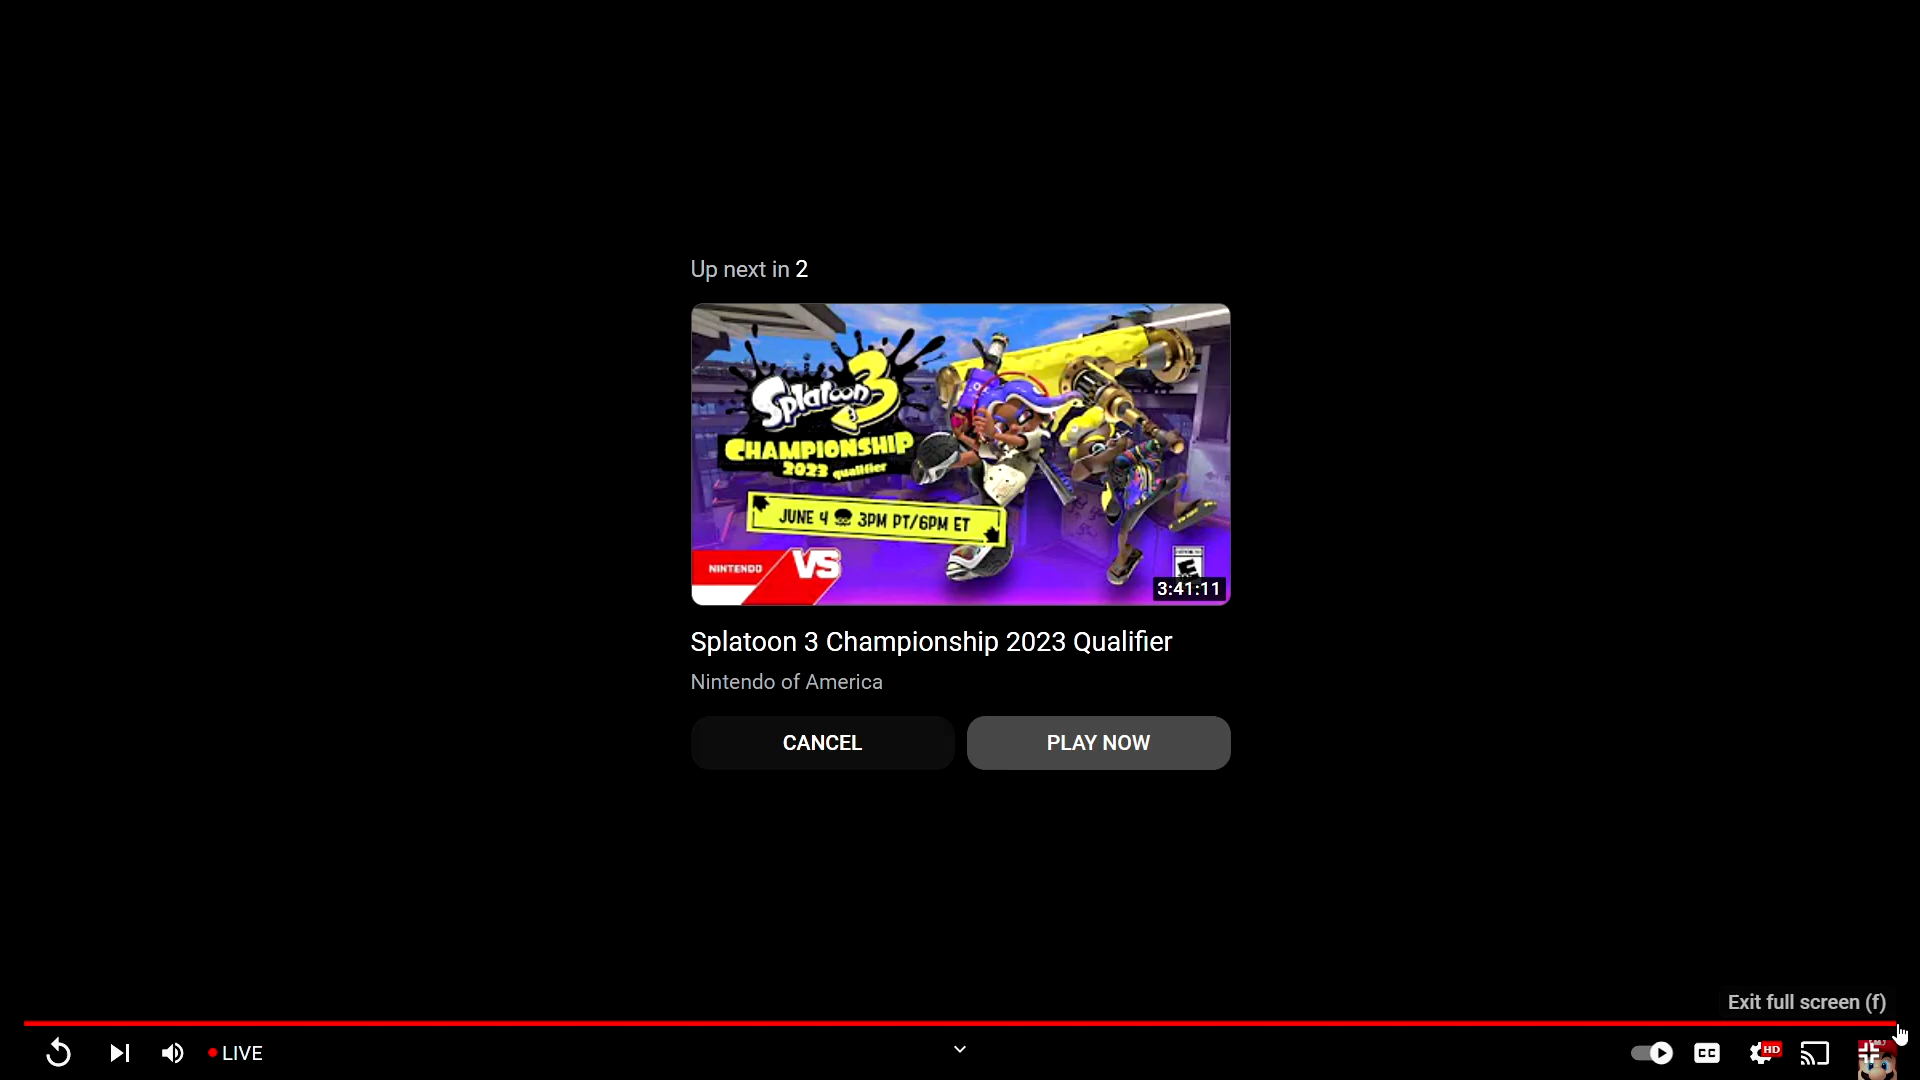 Up next in 2
Splatoon 3
CHAMPIONSHIP
2023 qualifier
JUNE 4 3PM PT/6PM ET
NINTENDO VS
3:41:11
Splatoon 3 Championship 2023 Qualifier
Nintendo of America
CANCEL
PLAY NOW
Exit full screen (f)
LIVE
CC
HD